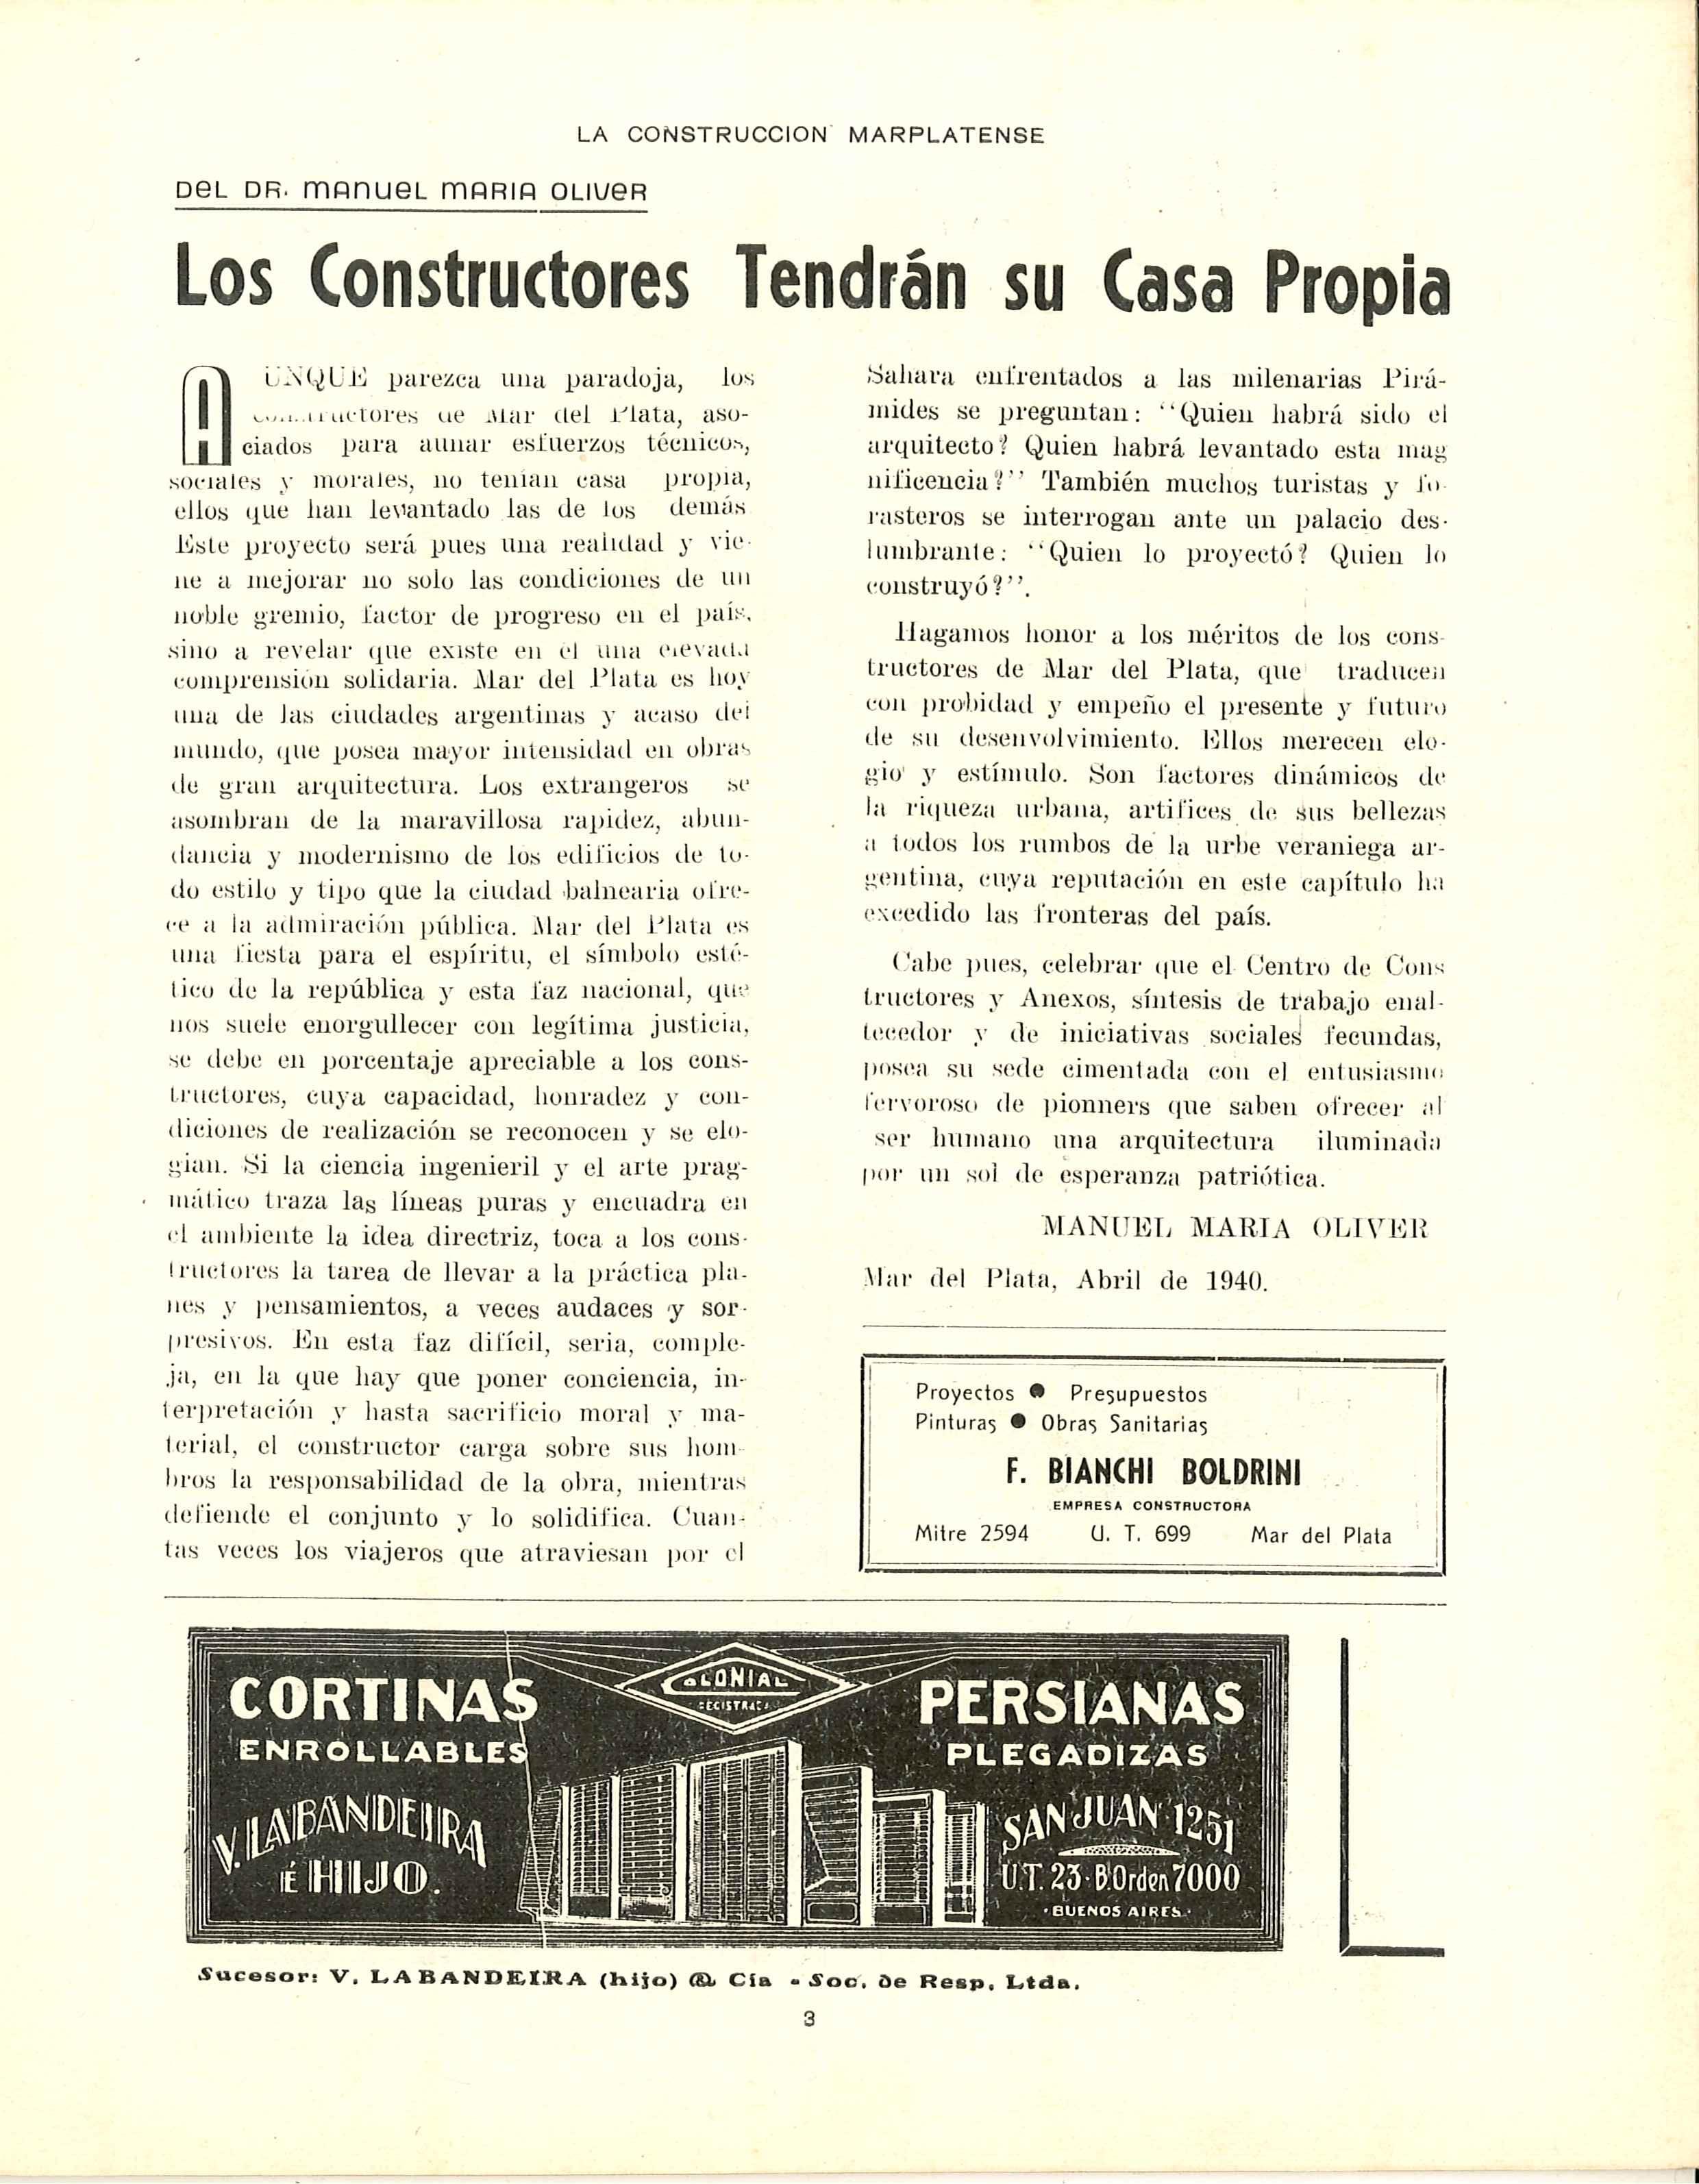 LA CONSTRUCCION MARPLATENSE
DEL DR. MANUEL MARIA OLIVER
Los Constructores Tendrán su Casa Propia
AUNQUE parezca una paradoja, los
constructores de Mar del Plata, aso-
ciados para aunar esfuerzos técnicos,
sociales y morales, no tenían casa propia,
ellos que han levantado las de los demás
Este proyecto será pues una realidad y vie-
ne a mejorar no solo las condiciones de un
noble gremio, factor de progreso en el país,
sino a revelar que existe en él una elevada
comprensión solidaria. Mar del Plata es hoy
una de las ciudades argentinas y acaso del
mundo, que posea mayor intensidad en obras
de gran arquitectura. Los extrangeros se
asombran de la maravillosa rapidez, abun-
dancia y modernismo de los edificios de to-
do estilo y tipo que la ciudad balnearia ofre-
ce a la admiración pública. Mar del Plata es
una fiesta para el espíritu, el símbolo esté-
tico de la república y esta faz nacional, que
nos suele enorgullecer con legítima justicia,
se debe en porcentaje apreciable a los cons-
tructores, cuya capacidad, honradez y con-
diciones de realización se reconocen y se elo-
gian. Si la ciencia ingenieril y el arte prag-
mático traza las líneas puras y encuadra en
el ambiente la idea directriz, toca a los cons-
tructores la tarea de llevar a la práctica pla-
nes y pensamientos, a veces audaces y sor-
presivos. En esta faz difícil, seria, comple-
ja, en la que hay que poner conciencia, in-
terpretación y hasta sacrificio moral y ma-
terial, el constructor carga sobre sus hom-
bros la responsabilidad de la obra, mientras
defiende el conjunto y lo solidifica. Cuan-
tas veces los viajeros que atraviesan por el
Sahara enfrentados a las milenarias Pirá-
mides se preguntan: "Quien habrá sido el
arquitecto? Quien habrá levantado esta mag
nificencia?" También muchos turistas y fo-
rasteros se interrogan ante un palacio des-
lumbrante: "Quien lo proyectó? Quien lo
construyó?".
Hagamos honor a los méritos de los cons-
tructores de Mar del Plata, que traducen
con probidad y empeño el presente y futuro
de su desenvolvimiento. Ellos merecen elo-
gio y estímulo. Son factores dinámicos de
la riqueza urbana, artifices de sus bellezas
a todos los rumbos de la urbe veraniega ar-
gentina, cuya reputación en este capítulo ha
excedido las fronteras del país.
Cabe pues, celebrar que el Centro de Cons
tructores y Anexos, síntesis de trabajo enal-
tecedor y de iniciativas sociales fecundas,
posea su sede cimentada con el entusiasmo
fervoroso de pionners que saben ofrecer al
ser humano una arquitectura iluminada
por un sol de esperanza patriótica.
MANUEL MARIA OLIVER
Mar del Plata, Abril de 1940.
Proyectos ● Presupuestos
Pinturas ● Obras Sanitarias
F. BIANCHI BOLDRINI
EMPRESA CONSTRUCTORA
Mitre 2594 U. T. 699 Mar del Plata
COLONIAL
REGISTRADA
CORTINAS
ENROLLABLES
V. LABANDEIRA
É HIJO.
PERSIANAS
PLEGADIZAS
SAN JUAN 1251
U.T. 23-B.Orden 7000
·BUENOS AIRES·
Sucesor: V. LABANDEIRA (hijo) & Cía - Soc. de Resp. Ltda.
3